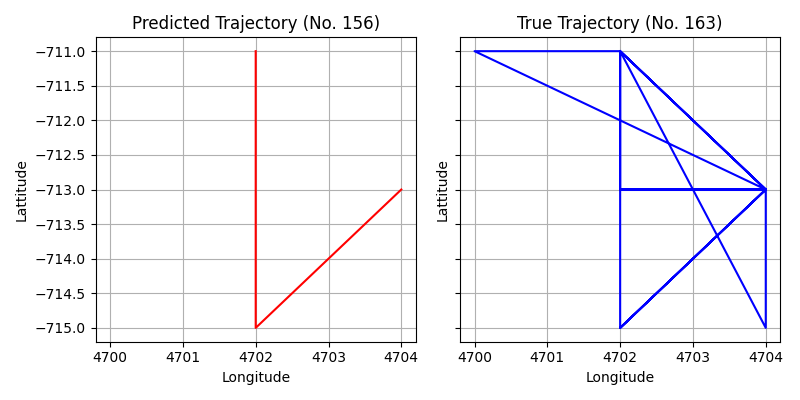 Predicted Trajectory (No. 156)
True Trajectory (No. 163)
Lattitude
−711.0
−711.5
−712.0
−712.5
−713.0
−713.5
−714.0
−714.5
−715.0
4700 4701 4702 4703 4704
Longitude
Lattitude
4700 4701 4702 4703 4704
Longitude